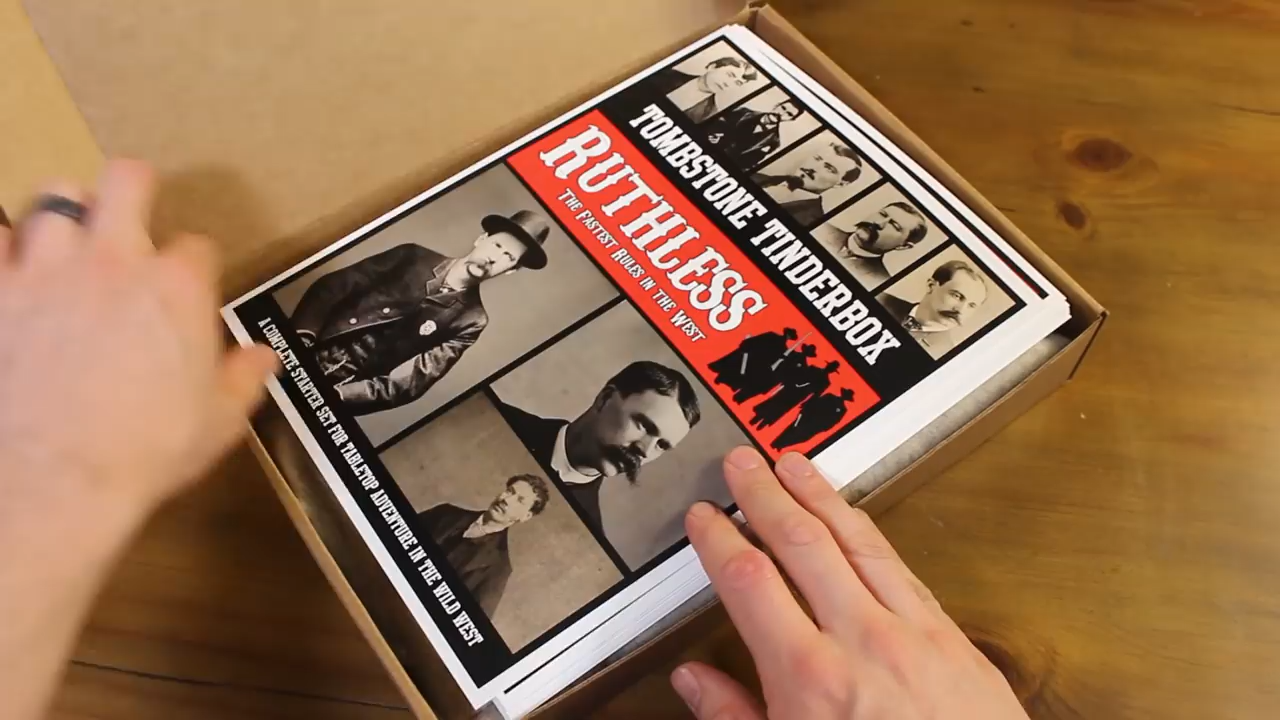 TOMBSTONE TINDERBOX
RUTHLESS
THE FASTEST RULES IN THE WEST
A COMPLETE STARTER SET FOR TABLETOP ADVENTURE IN THE WILD WEST